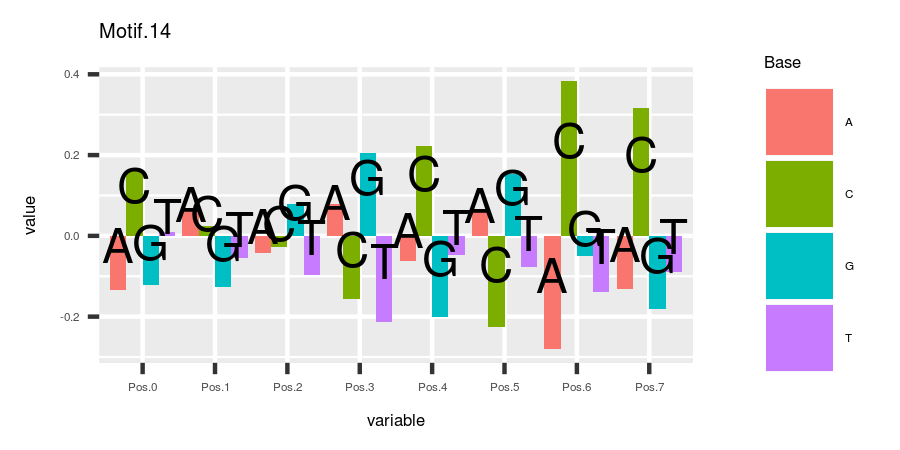 Motif.14
value
0.4
0.2
0.0
-0.2
A C G T A C G T A C G T A C G T A C G T A C G T A C G T A C G T
Pos.0 Pos.1 Pos.2 Pos.3 Pos.4 Pos.5 Pos.6 Pos.7
variable
Base
A
C
G
T